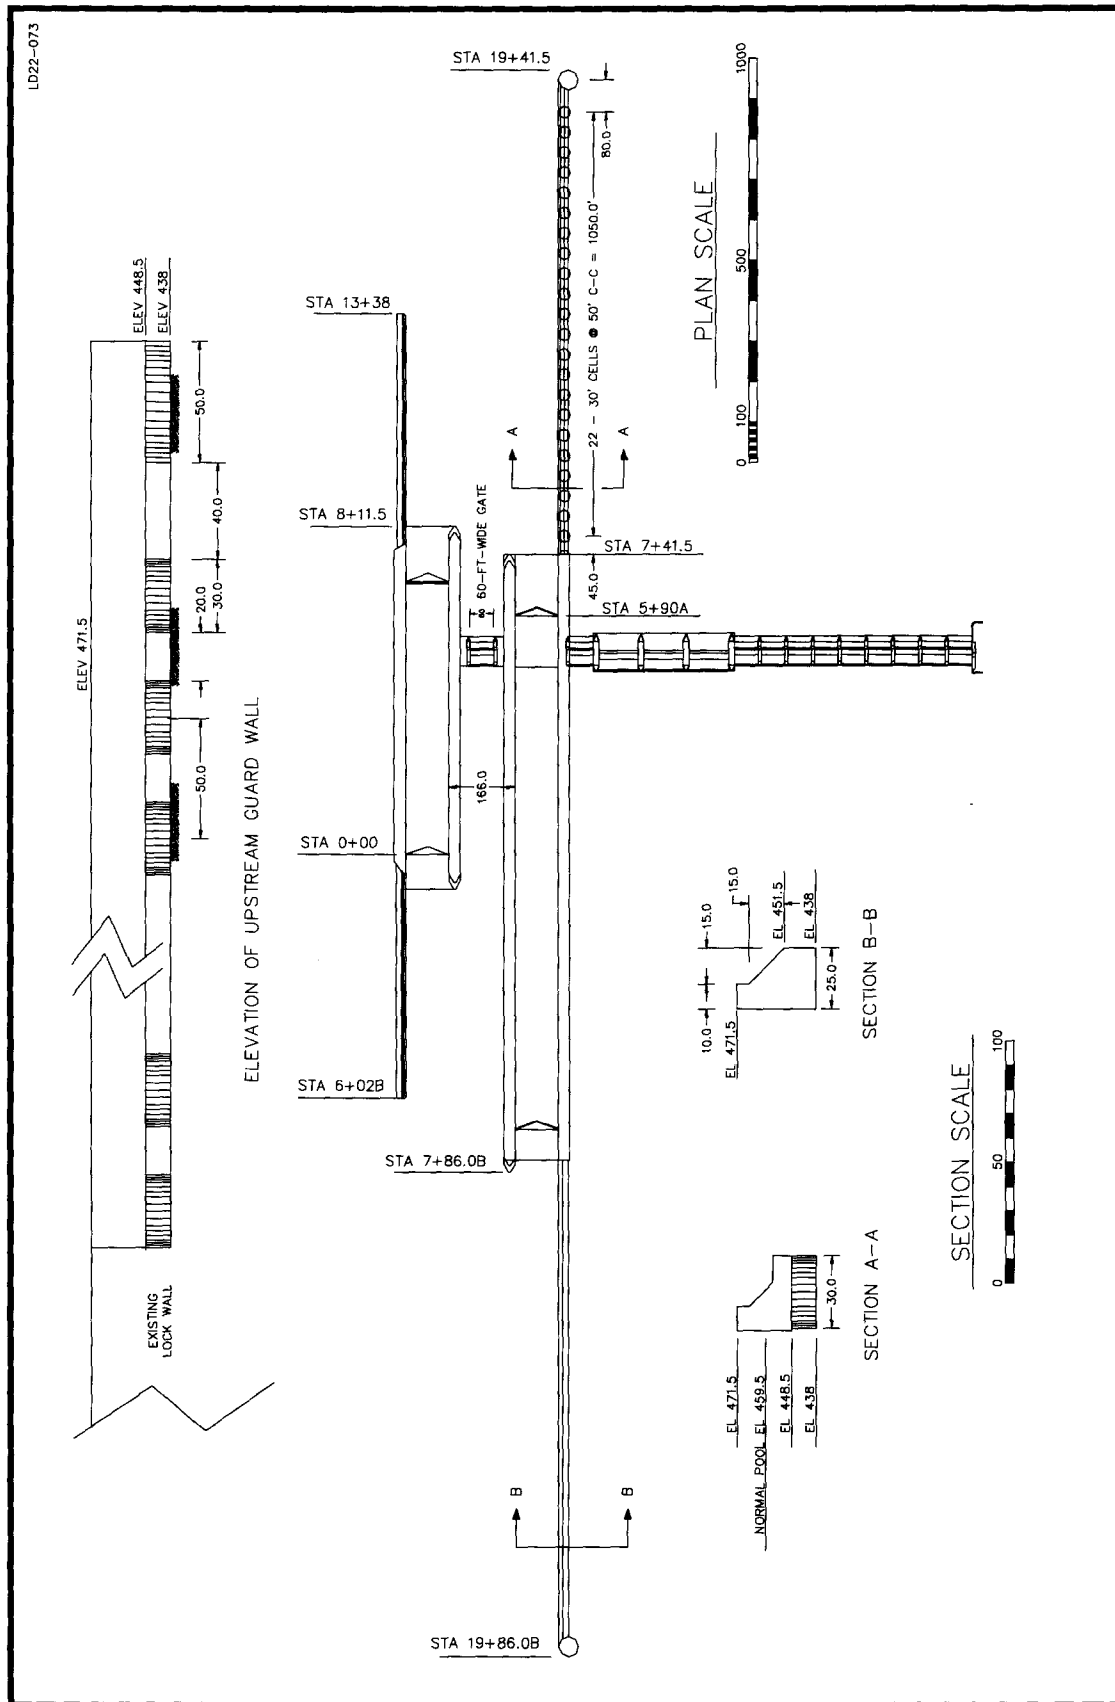 LD22-073
ELEV 471.5
ELEV 448.5
ELEV 438
50.0
40.0
30.0
20.0
50.0
EXISTING
LOCK WALL
ELEVATION OF UPSTREAM GUARD WALL
STA 19+41.5
80.0
22 - 30' CELLS @ 50' C-C = 1050.0'
STA 13+38
A
A
STA 8+11.5
60-FT-WIDE GATE
STA 7+41.5
45.0
STA 5+90A
166.0
STA 0+00
STA 6+02B
STA 7+86.0B
B
B
STA 19+86.0B
PLAN SCALE
0 100 500 1000
15.0
15.0
10.0
EL 471.5
EL 451.5
EL 438
25.0
SECTION B-B
EL 471.5
NORMAL POOL EL 459.5
EL 448.5
EL 438
30.0
SECTION A-A
SECTION SCALE
0 50 100